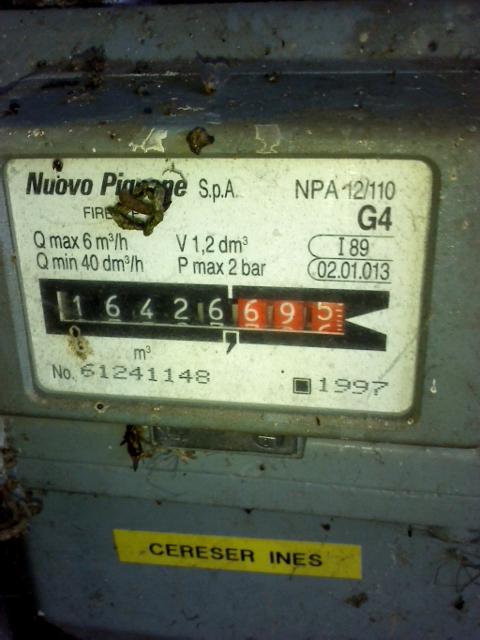 Nuovo Pignone S.p.A. NPA 12/110
G4
Q max 6 m³/h V 1,2 dm³ I 89
Q min 40 dm³/h P max 2 bar 02.01.013
16426,695
m³
No. 61241148 1997
CERESER INES